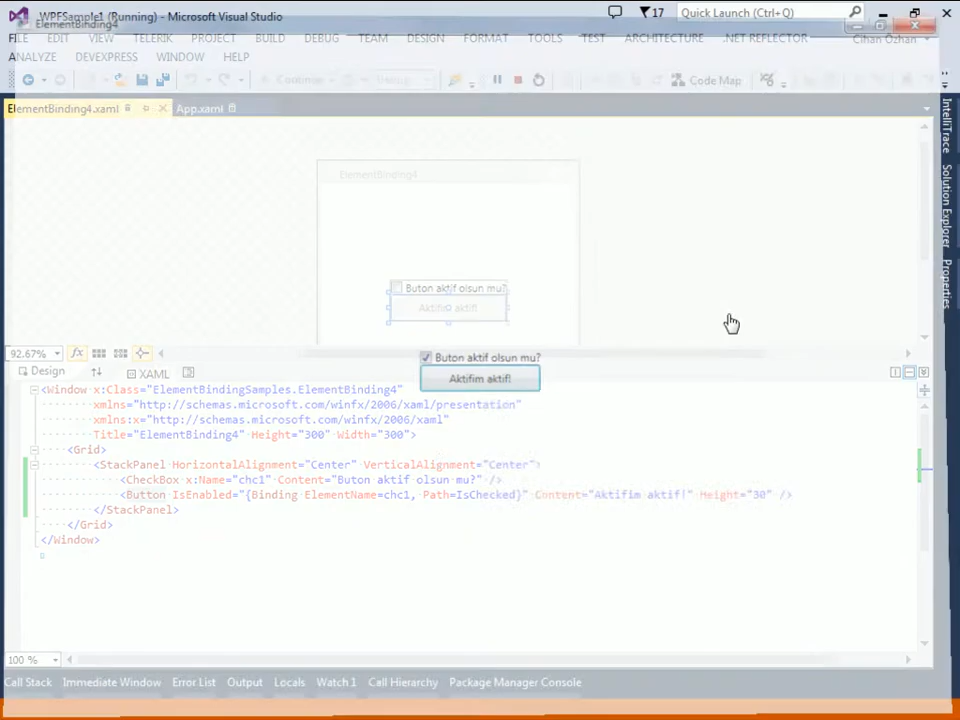 WPFSample1 (Running) - Microsoft Visual Studio
17
Quick Launch (Ctrl+Q)
ElementBinding4
FILE EDIT VIEW TELERIK PROJECT BUILD DEBUG TEAM DESIGN FORMAT TOOLS TEST ARCHITECTURE .NET REFLECTOR
Cihan Ozhan
ANALYZE DEVEXPRESS WINDOW HELP
Continue
Startup
Code Map
ElementBinding4.xaml App.xaml
IntelliTrace
Solution Explorer
Properties
ElementBinding4
Buton aktif olsun mu?
Aktifim aktif!
92.67%
Buton aktif olsun mu?
Aktifim aktif!
Design XAML
<Window x:Class="ElementBindingSamples.ElementBinding4"
xmlns="http://schemas.microsoft.com/winfx/2006/xaml/presentation"
xmlns:x="http://schemas.microsoft.com/winfx/2006/xaml"
Title="ElementBinding4" Height="300" Width="300">
<Grid>
<StackPanel HorizontalAlignment="Center" VerticalAlignment="Center">
<CheckBox x:Name="chc1" Content="Buton aktif olsun mu?" />
<Button IsEnabled="{Binding ElementName=chc1, Path=IsChecked}" Content="Aktifim aktif!" Height="30" />
</StackPanel>
</Grid>
</Window>
100 %
Call Stack Immediate Window Error List Output Locals Watch 1 Call Hierarchy Package Manager Console